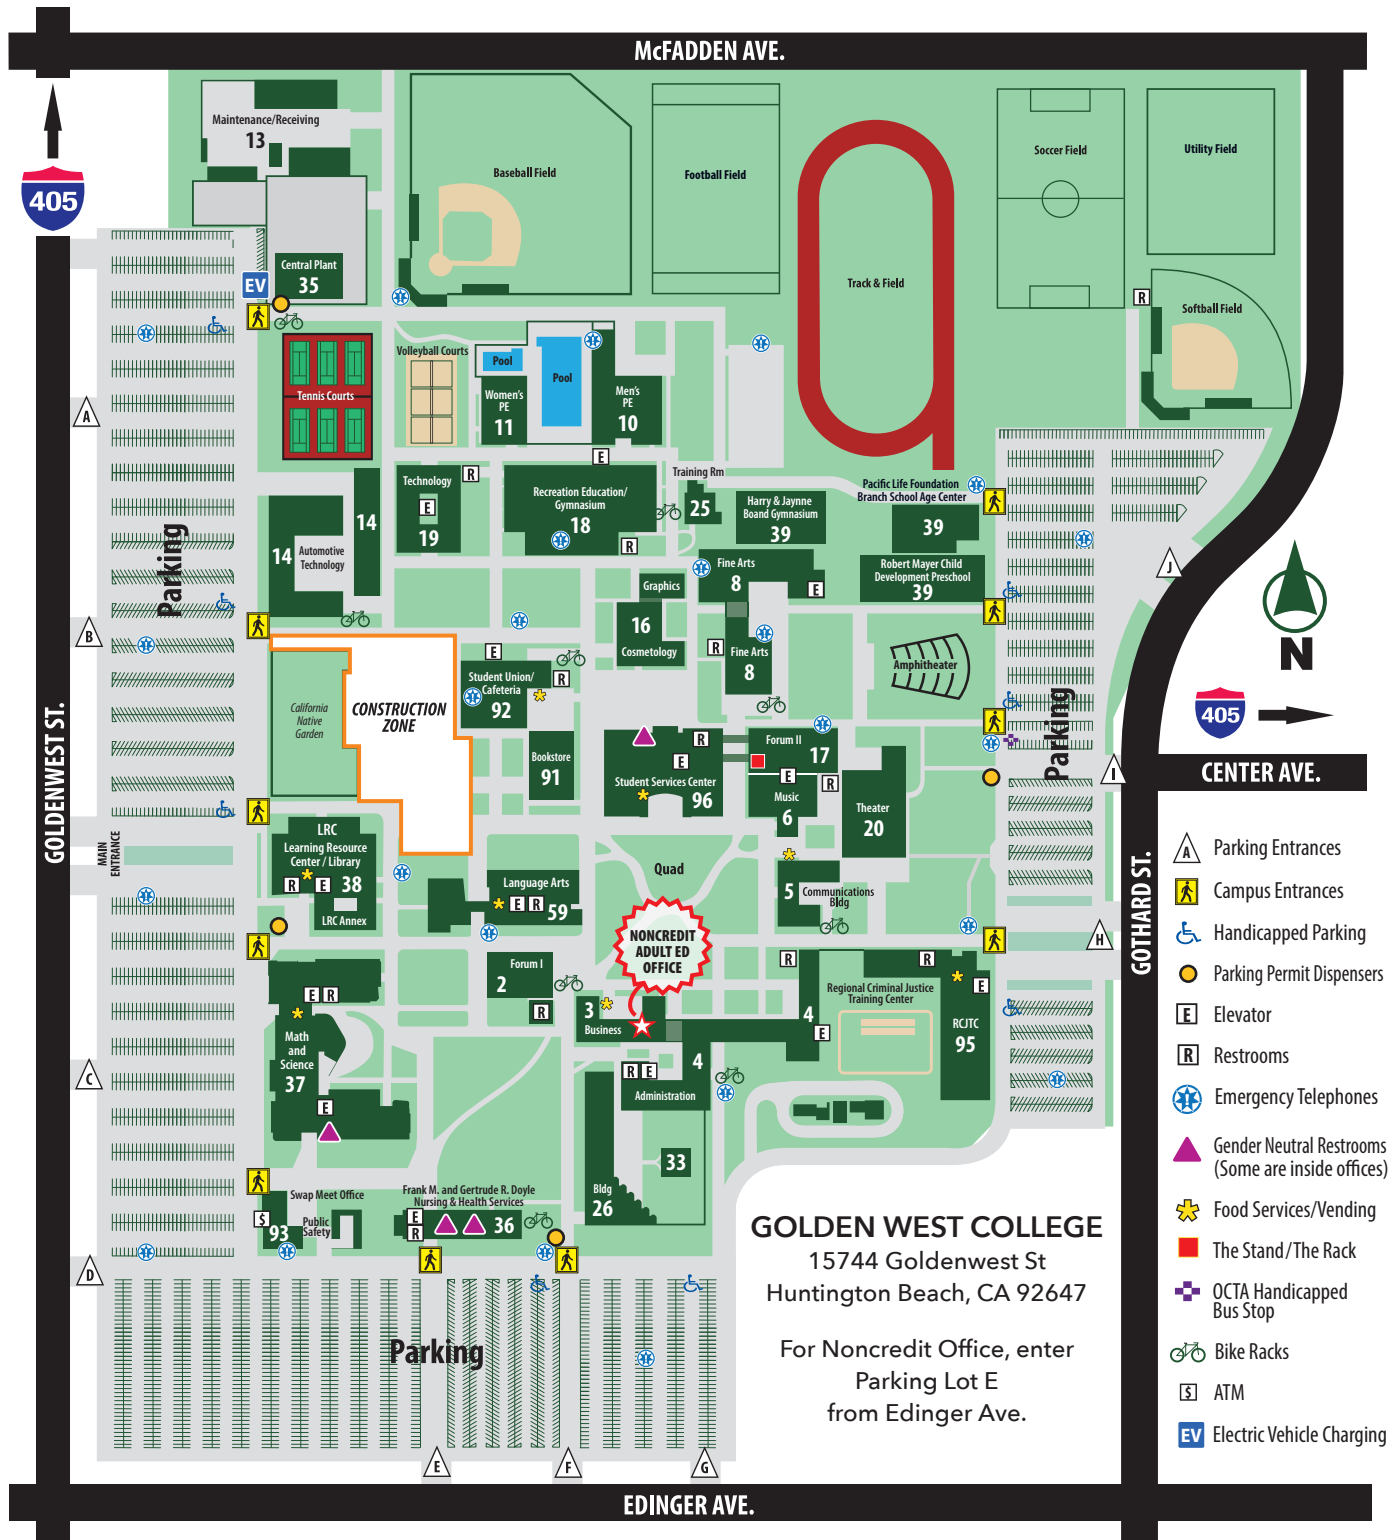 McFADDEN AVE.
405
GOLDENWEST ST.
Maintenance/Receiving
13
Baseball Field
Football Field
Track & Field
Soccer Field
Utility Field
Softball Field
R
Central Plant
35
EV
Tennis Courts
Volleyball Courts
Pool
Pool
Women's
PE
11
Men's
PE
10
E
A
Parking
Technology
E
19
R
14
14
Automotive
Technology
Recreation Education/
Gymnasium
18
R
Training Rm
25
Harry & Jaynne
Boand Gymnasium
39
Pacific Life Foundation
Branch School Age Center
39
Robert Mayer Child
Development Preschool
39
Fine Arts
8
E
Graphics
16
Cosmetology
R
Fine Arts
8
Amphitheater
J
N
405
CENTER AVE.
B
California
Native
Garden
CONSTRUCTION
ZONE
E
Student Union/
Cafeteria
92
R
Bookstore
91
R
E
Student Services Center
96
Forum II
17
E
R
Music
6
Theater
20
Parking
I
MAIN
ENTRANCE
LRC
Learning Resource
Center / Library
R E 38
LRC Annex
Language Arts
E R 59
Quad
5
Communications
Bldg
NONCREDIT
ADULT ED
OFFICE
Forum I
2
R
3
Business
R
R
4
E
Regional Criminal Justice
Training Center
E
RCJTC
95
H
GOTHARD ST.
E R
Math
and
Science
37
E
4
R E
Administration
33
Bldg
26
C
Swap Meet Office
$
93
Public
Safety
Frank M. and Gertrude R. Doyle
Nursing & Health Services
E
R
36
D
Parking
E
F
G
EDINGER AVE.
GOLDEN WEST COLLEGE
15744 Goldenwest St
Huntington Beach, CA 92647
For Noncredit Office, enter
Parking Lot E
from Edinger Ave.
A Parking Entrances
Campus Entrances
Handicapped Parking
Parking Permit Dispensers
E Elevator
R Restrooms
Emergency Telephones
Gender Neutral Restrooms
(Some are inside offices)
Food Services/Vending
The Stand/The Rack
OCTA Handicapped
Bus Stop
Bike Racks
$ ATM
EV Electric Vehicle Charging